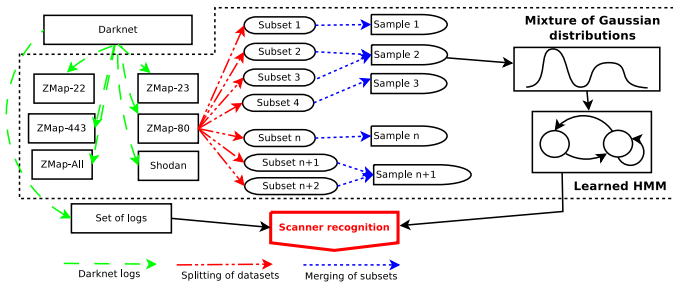 Darknet
Subset 1
Sample 1
Mixture of Gaussian
distributions
Subset 2
Sample 2
Subset 3
Sample 3
Subset 4
ZMap-22
ZMap-23
ZMap-443
ZMap-80
Subset n
Sample n
ZMap-All
Shodan
Subset n+1
Sample n+1
Subset n+2
Learned HMM
Set of logs
Scanner recognition
Darknet logs
Splitting of datasets
Merging of subsets